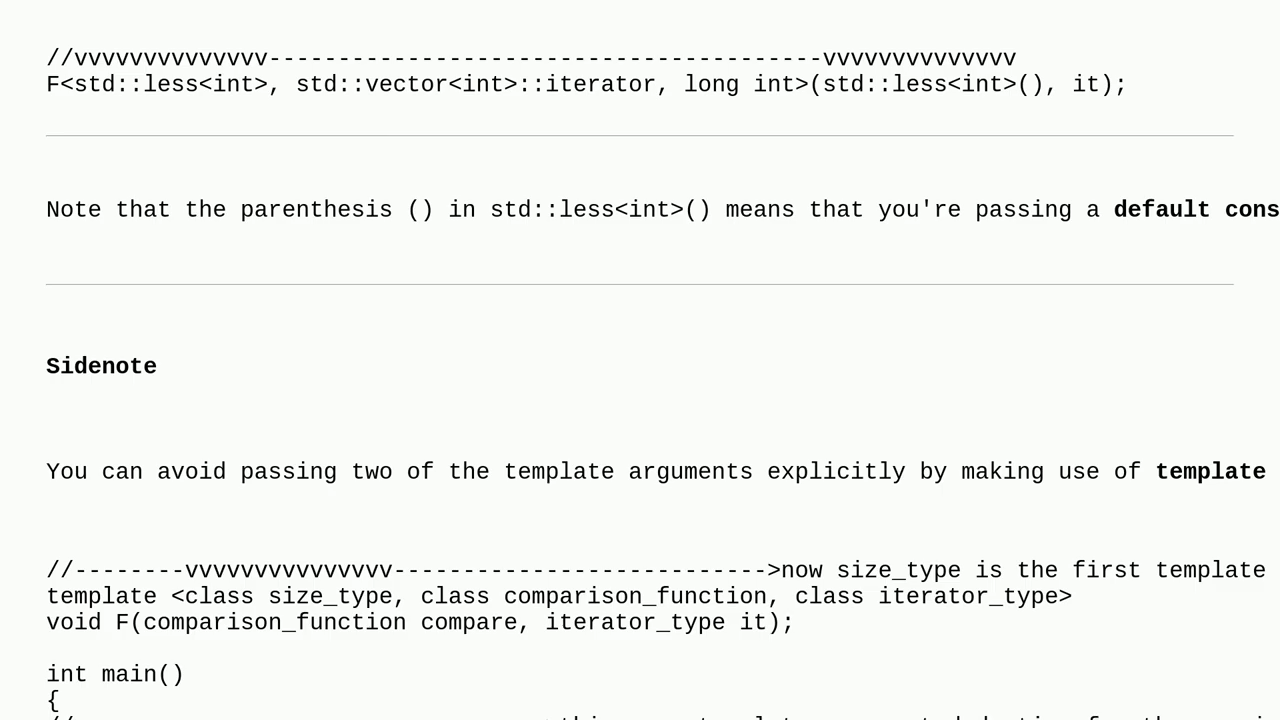 //vvvvvvvvvvvvvv----------------------------------------vvvvvvvvvvvvvv
F<std::less<int>, std::vector<int>::iterator, long int>(std::less<int>(), it);
Note that the parenthesis () in std::less<int>() means that you're passing a default cons
Sidenote
You can avoid passing two of the template arguments explicitly by making use of template
//--------vvvvvvvvvvvvvvv--------------------------->now size_type is the first template
template <class size_type, class comparison_function, class iterator_type>
void F(comparison_function compare, iterator_type it);
int main()
{